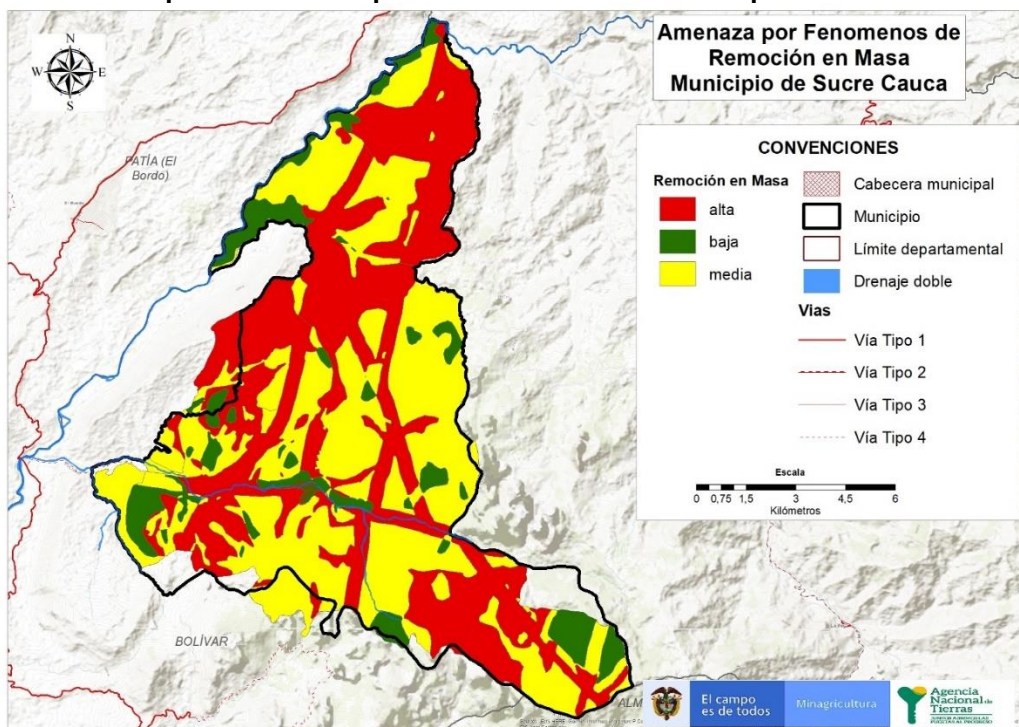 Amenaza por Fenomenos de
Remoción en Masa
Municipio de Sucre Cauca
N
W E
S
PATÍA (El
Bordo)
CONVENCIONES
Remoción en Masa
alta
baja
media
Cabecera municipal
Municipio
Límite departamental
Drenaje doble
Vias
Vía Tipo 1
Vía Tipo 2
Vía Tipo 3
Vía Tipo 4
Escala
0 0,75 1,5 3 4,5 6
Kilómetros
BOLÍVAR
ALM
El campo
es de todos
Minagricultura
Agencia
Nacional de
Tierras